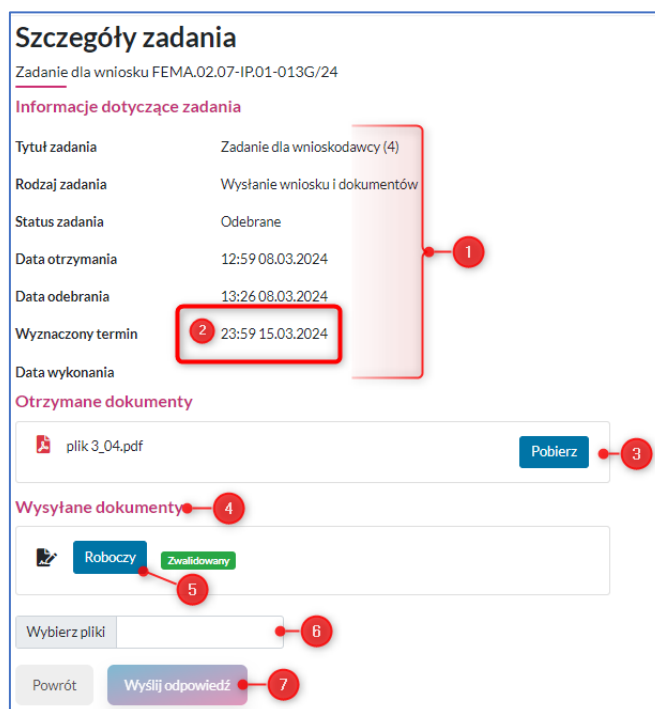 Szczegóły zadania
Zadanie dla wniosku FEMA.02.07-IP.01-013G/24
Informacje dotyczące zadania
Tytuł zadania Zadanie dla wnioskodawcy (4)
Rodzaj zadania Wysłanie wniosku i dokumentów
Status zadania Odebrane
Data otrzymania 12:59 08.03.2024
1
Data odebrania 13:26 08.03.2024
Wyznaczony termin 2 23:59 15.03.2024
Data wykonania
Otrzymane dokumenty
plik 3_04.pdf Pobierz 3
Wysyłane dokumenty 4
Roboczy Zwalidowany
5
Wybierz pliki 6
Powrót Wyślij odpowiedź 7